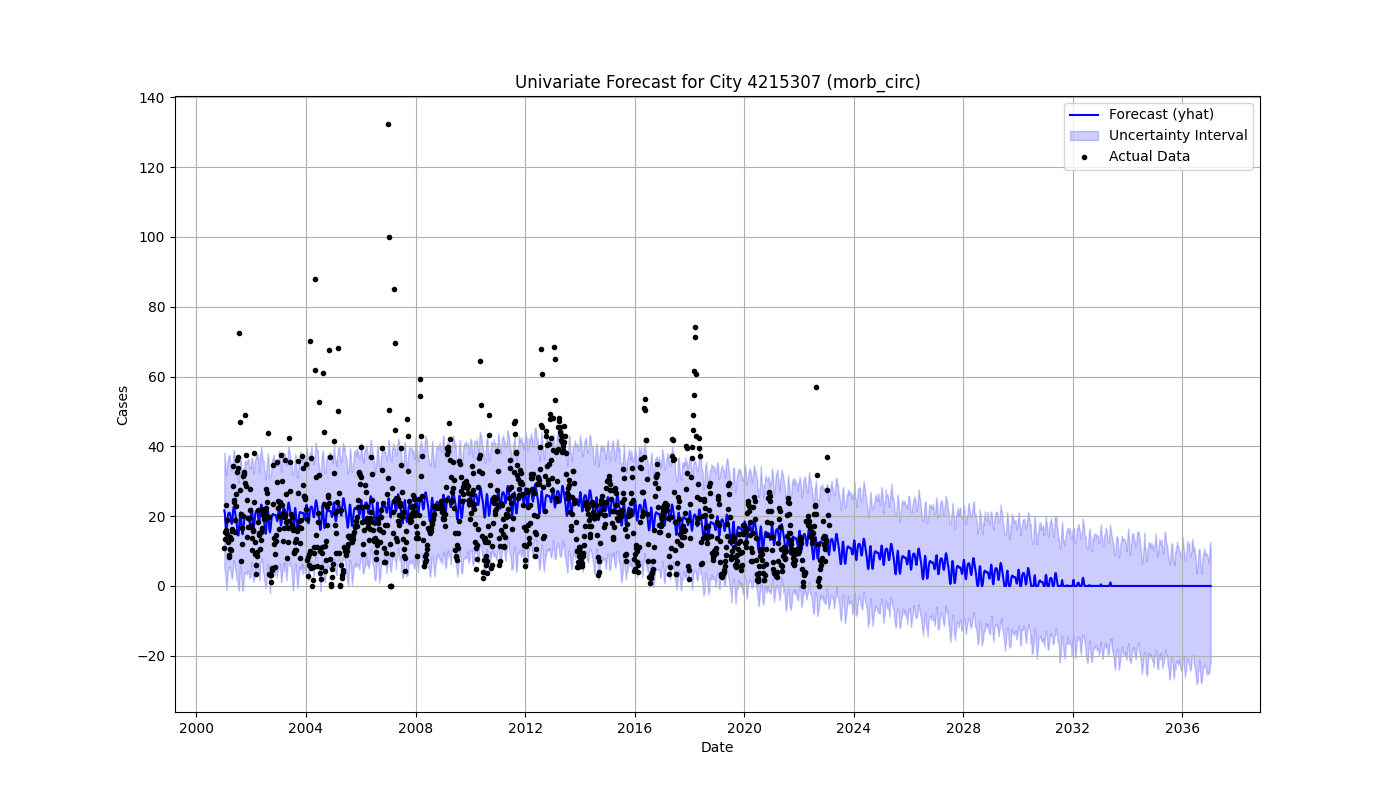 Univariate Forecast for City 4215307 (morb_circ)
140
120
100
80
60
40
20
0
−20
Cases
Forecast (yhat)
Uncertainty Interval
Actual Data
2000 2004 2008 2012 2016 2020 2024 2028 2032 2036
Date